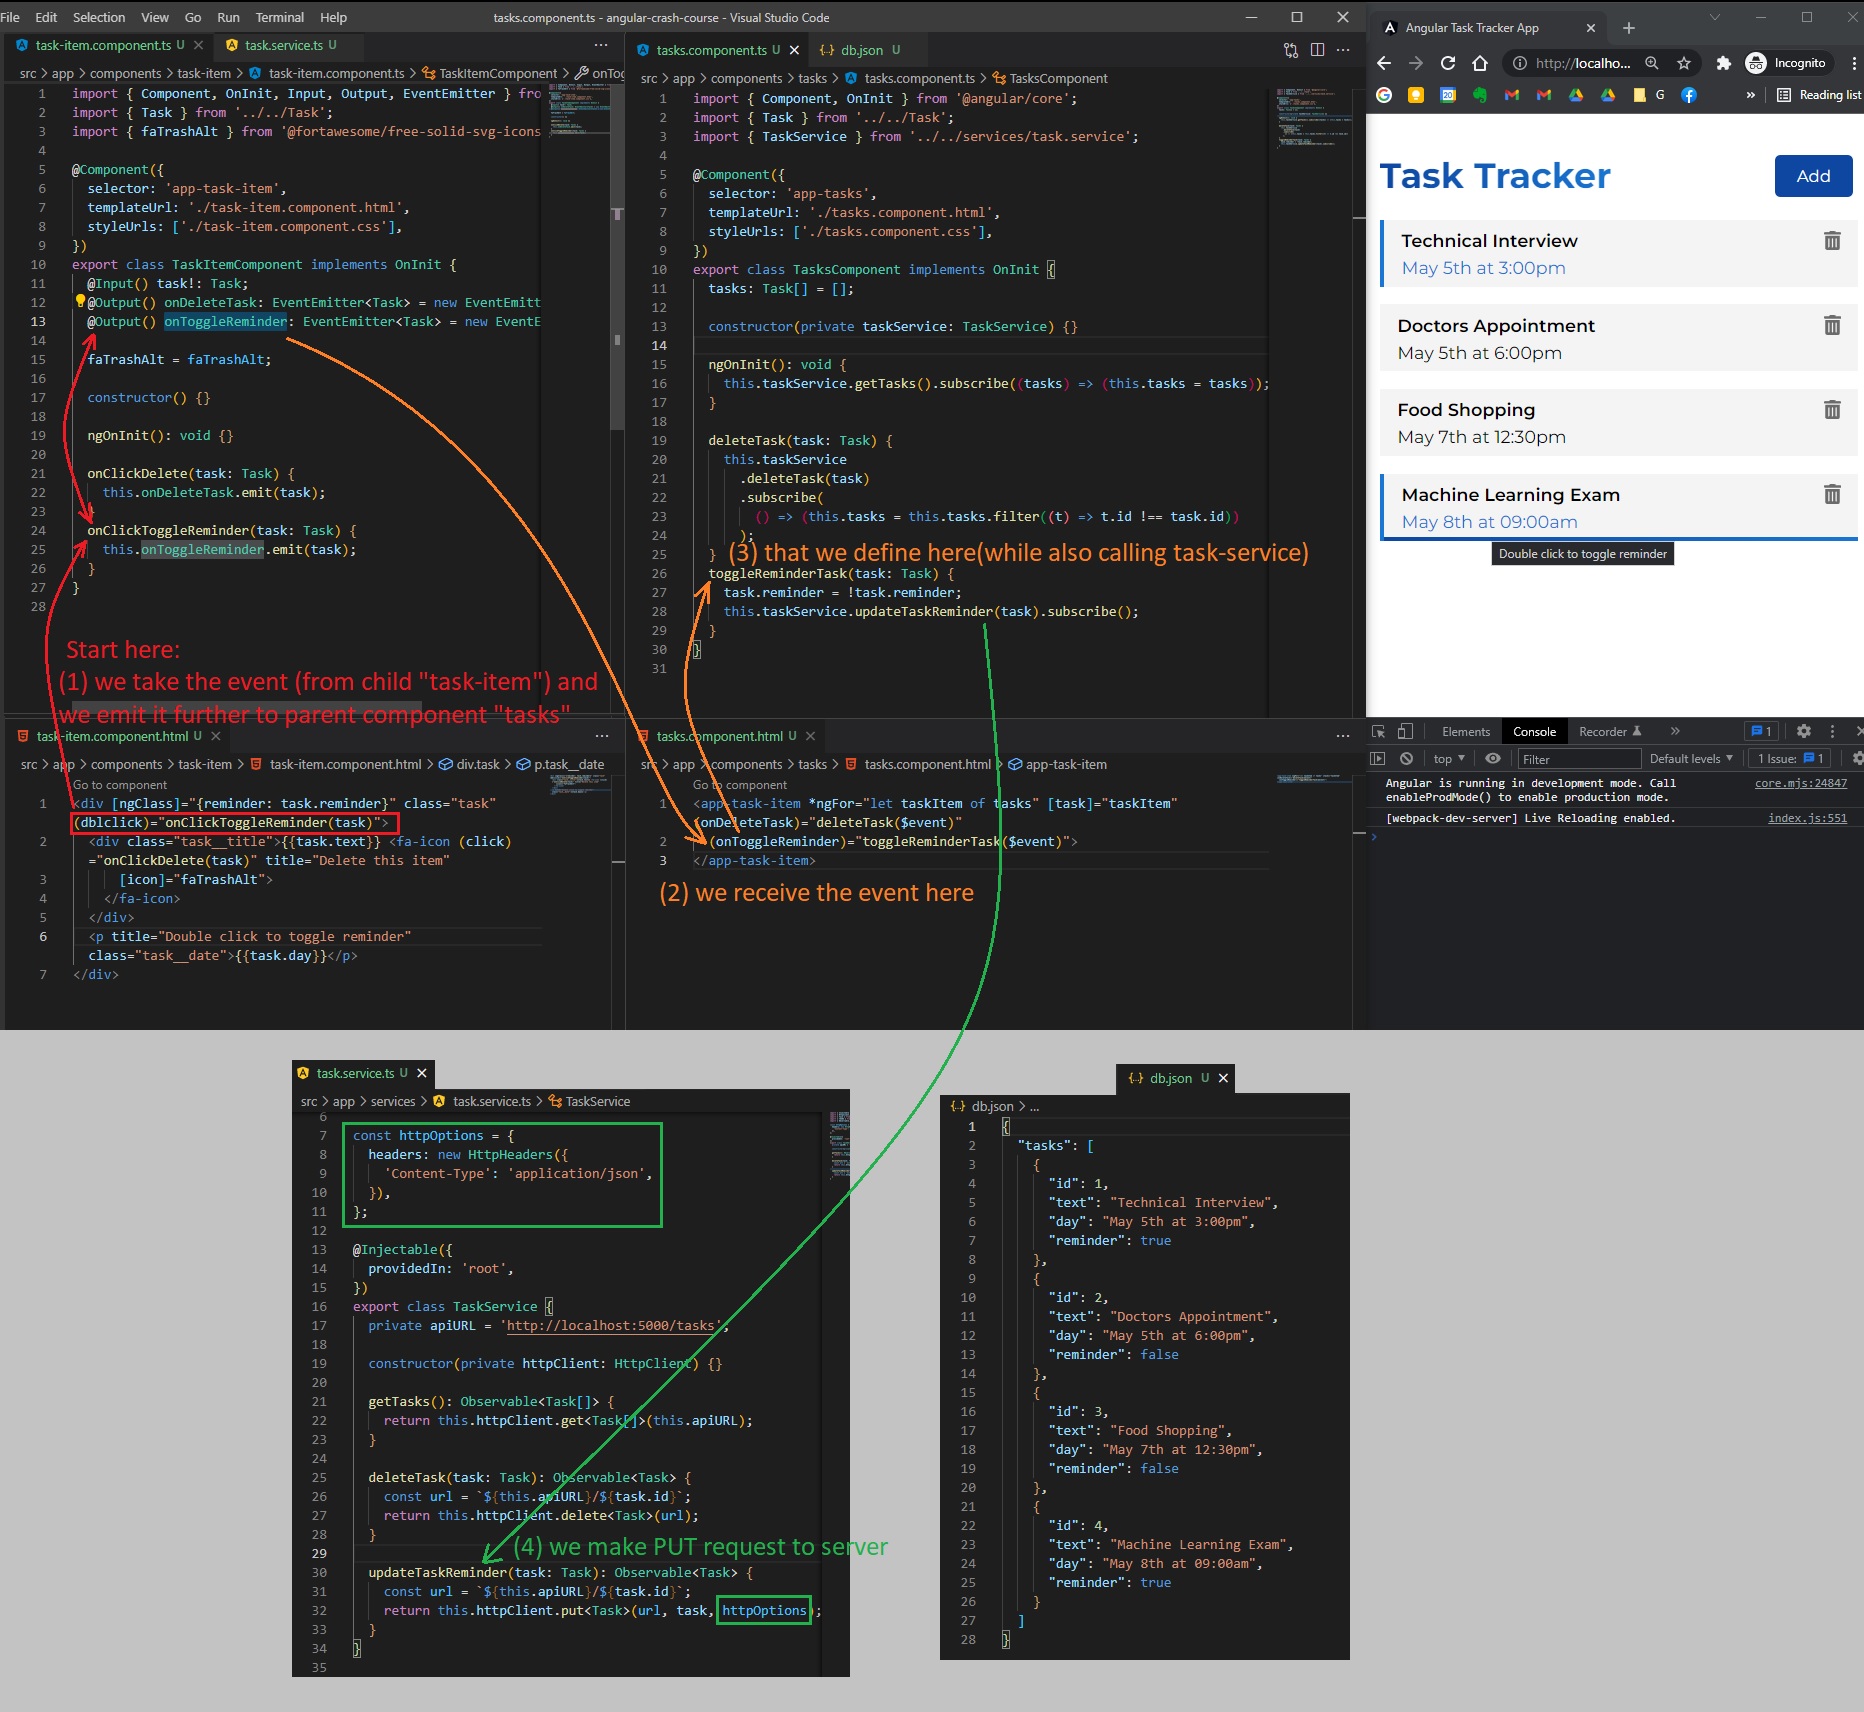 File Edit Selection View Go Run Terminal Help
tasks.component.ts - angular-crash-course - Visual Studio Code
task-item.component.ts U
task.service.ts U
src > app > components > task-item > task-item.component.ts > TaskItemComponent > onTog
1 import { Component, OnInit, Input, Output, EventEmitter } fro
2 import { Task } from '../../Task';
3 import { faTrashAlt } from '@fortawesome/free-solid-svg-icons
4
5 @Component({
6 selector: 'app-task-item',
7 templateUrl: './task-item.component.html',
8 styleUrls: ['./task-item.component.css'],
9 })
10 export class TaskItemComponent implements OnInit {
11 @Input() task!: Task;
12 @Output() onDeleteTask: EventEmitter<Task> = new EventEmitt
13 @Output() onToggleReminder: EventEmitter<Task> = new EventE
14
15 faTrashAlt = faTrashAlt;
16
17 constructor() {}
18
19 ngOnInit(): void {}
20
21 onClickDelete(task: Task) {
22 this.onDeleteTask.emit(task);
23 }
24 onClickToggleReminder(task: Task) {
25 this.onToggleReminder.emit(task);
26 }
27 }
28
Start here:
(1) we take the event (from child "task-item") and
we emit it further to parent component "tasks"
tasks.component.ts U
db.json U
src > app > components > tasks > tasks.component.ts > TasksComponent
1 import { Component, OnInit } from '@angular/core';
2 import { Task } from '../../Task';
3 import { TaskService } from '../../services/task.service';
4
5 @Component({
6 selector: 'app-tasks',
7 templateUrl: './tasks.component.html',
8 styleUrls: ['./tasks.component.css'],
9 })
10 export class TasksComponent implements OnInit {
11 tasks: Task[] = [];
12
13 constructor(private taskService: TaskService) {}
14
15 ngOnInit(): void {
16 this.taskService.getTasks().subscribe((tasks) => (this.tasks = tasks));
17 }
18
19 deleteTask(task: Task) {
20 this.taskService
21 .deleteTask(task)
22 .subscribe(
23 () => (this.tasks = this.tasks.filter((t) => t.id !== task.id))
24 );
25 }
(3) that we define here(while also calling task-service)
26 toggleReminderTask(task: Task) {
27 task.reminder = !task.reminder;
28 this.taskService.updateTaskReminder(task).subscribe();
29 }
30 }
31
Angular Task Tracker App
http://localho...
Incognito
20
G
Reading list
Task Tracker
Add
Technical Interview
May 5th at 3:00pm
Doctors Appointment
May 5th at 6:00pm
Food Shopping
May 7th at 12:30pm
Machine Learning Exam
May 8th at 09:00am
Double click to toggle reminder
task-item.component.html U
src > app > components > task-item > task-item.component.html > div.task > p.task__date
Go to component
1 <div [ngClass]="{reminder: task.reminder}" class="task"
(dblclick)="onClickToggleReminder(task)">
2 <div class="task__title">{{task.text}} <fa-icon (click)
="onClickDelete(task)" title="Delete this item"
3 [icon]="faTrashAlt">
4 </fa-icon>
5 </div>
6 <p title="Double click to toggle reminder"
class="task__date">{{task.day}}</p>
7 </div>
tasks.component.html U
src > app > components > tasks > tasks.component.html > app-task-item
Go to component
1 <app-task-item *ngFor="let taskItem of tasks" [task]="taskItem"
(onDeleteTask)="deleteTask($event)"
2 (onToggleReminder)="toggleReminderTask($event)">
3 </app-task-item>
(2) we receive the event here
Elements Console Recorder 1
top Filter Default levels 1 Issue: 1
Angular is running in development mode. Call core.mjs:24847
enableProdMode() to enable production mode.
[webpack-dev-server] Live Reloading enabled. index.js:551
task.service.ts U
src > app > services > task.service.ts > TaskService
6
7 const httpOptions = {
8 headers: new HttpHeaders({
9 'Content-Type': 'application/json',
10 }),
11 };
12
13 @Injectable({
14 providedIn: 'root',
15 })
16 export class TaskService {
17 private apiURL = 'http://localhost:5000/tasks';
18
19 constructor(private httpClient: HttpClient) {}
20
21 getTasks(): Observable<Task[]> {
22 return this.httpClient.get<Task[]>(this.apiURL);
23 }
24
25 deleteTask(task: Task): Observable<Task> {
26 const url = `${this.apiURL}/${task.id}`;
27 return this.httpClient.delete<Task>(url);
28 }
29
(4) we make PUT request to server
30 updateTaskReminder(task: Task): Observable<Task> {
31 const url = `${this.apiURL}/${task.id}`;
32 return this.httpClient.put<Task>(url, task, httpOptions);
33 }
34 }
35
db.json U
db.json > ...
1 {
2 "tasks": [
3 {
4 "id": 1,
5 "text": "Technical Interview",
6 "day": "May 5th at 3:00pm",
7 "reminder": true
8 },
9 {
10 "id": 2,
11 "text": "Doctors Appointment",
12 "day": "May 5th at 6:00pm",
13 "reminder": false
14 },
15 {
16 "id": 3,
17 "text": "Food Shopping",
18 "day": "May 7th at 12:30pm",
19 "reminder": false
20 },
21 {
22 "id": 4,
23 "text": "Machine Learning Exam",
24 "day": "May 8th at 09:00am",
25 "reminder": true
26 }
27 ]
28 }